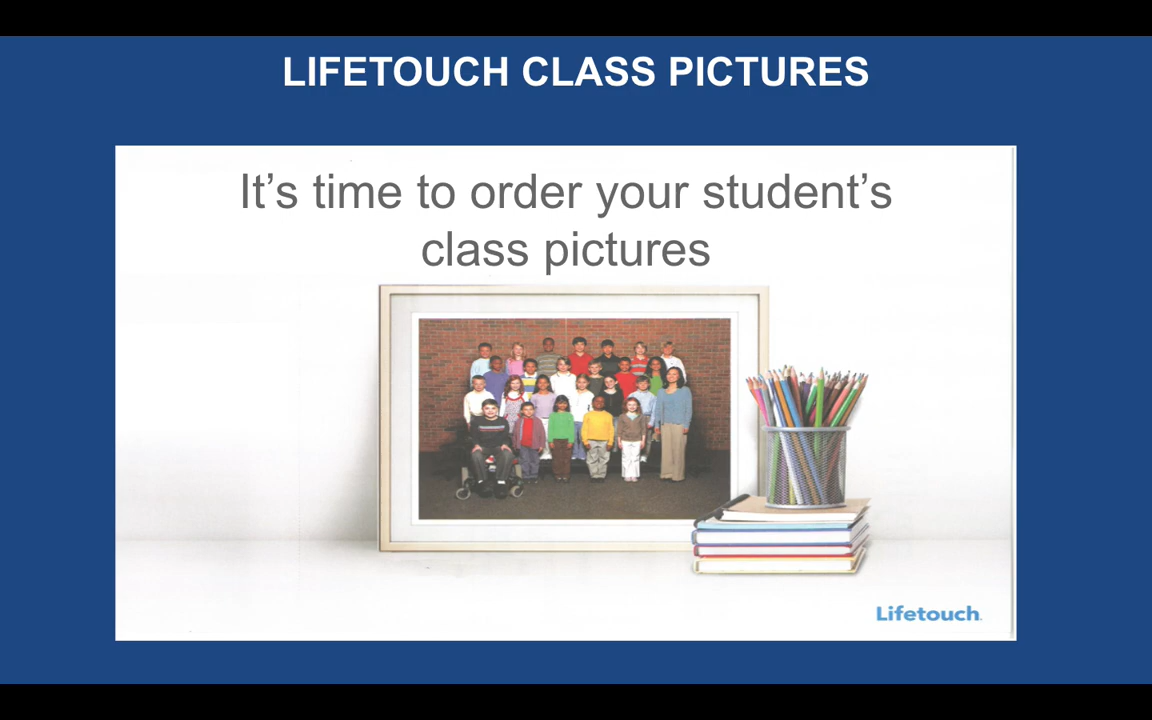 LIFETOUCH CLASS PICTURES
It’s time to order your student’s
class pictures
Lifetouch.